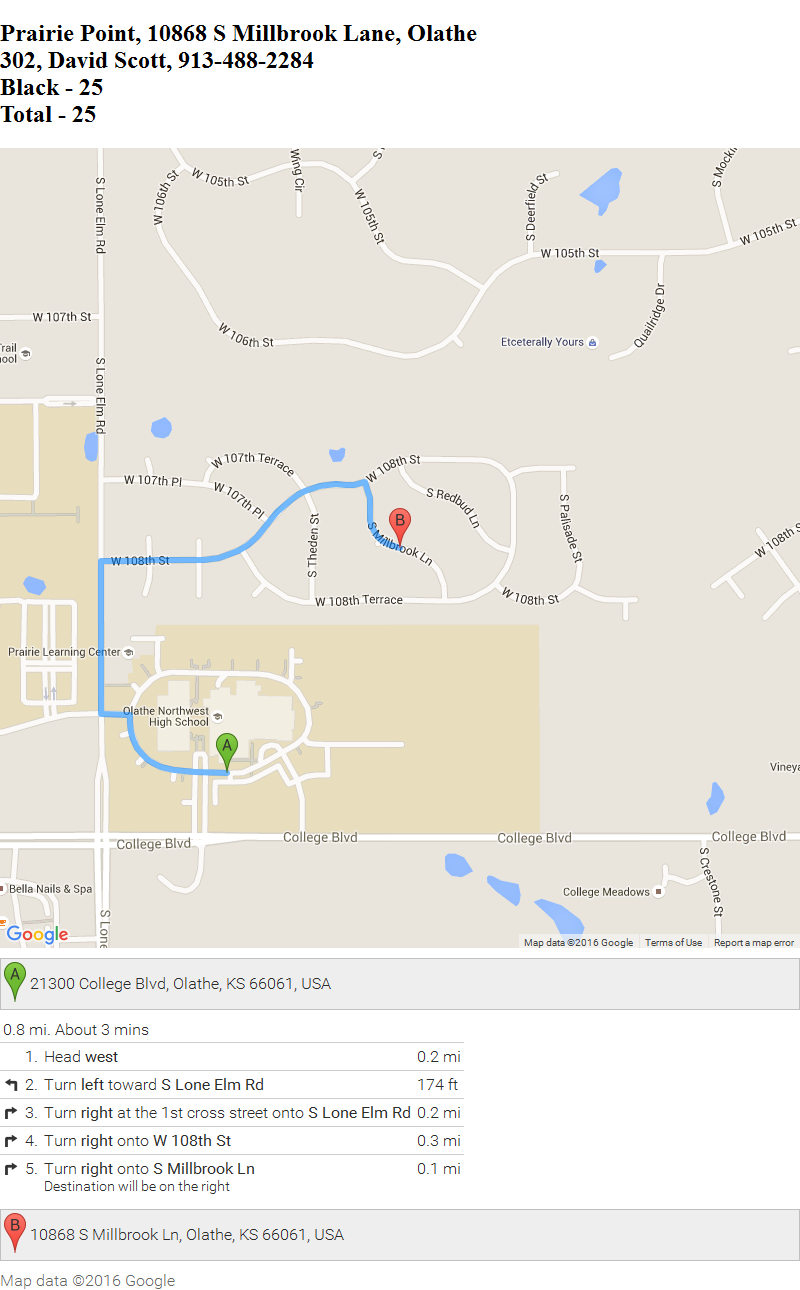 Prairie Point, 10868 S Millbrook Lane, Olathe
302, David Scott, 913-488-2284
Black - 25
Total - 25
W 105th St
Wing Cir
S Lone Elm Rd
W 106th St
W 105th St
S Deerfield St
W 105th St
W 105th St
W 107th St
W 106th St
Quailridge Dr
Etceterally Yours
S Lone Elm Rd
W 107th Terrace
W 108th St
W 107th Pl
W 107th Pl
S Redbud Ln
S Palisade St
B
S Millbrook Ln
S Theden St
W 108th St
W 108th S
W 108th Terrace
W 108th St
Prairie Learning Center
Olathe Northwest
High School
A
College Blvd
College Blvd
College Blvd
College Blvd
S Crestone St
Bella Nails & Spa
College Meadows
S Lone
Google
Map data ©2016 Google
Terms of Use
Report a map error
A
21300 College Blvd, Olathe, KS 66061, USA
0.8 mi. About 3 mins
1. Head west 0.2 mi
2. Turn left toward S Lone Elm Rd 174 ft
3. Turn right at the 1st cross street onto S Lone Elm Rd 0.2 mi
4. Turn right onto W 108th St 0.3 mi
5. Turn right onto S Millbrook Ln 0.1 mi
Destination will be on the right
B
10868 S Millbrook Ln, Olathe, KS 66061, USA
Map data ©2016 Google